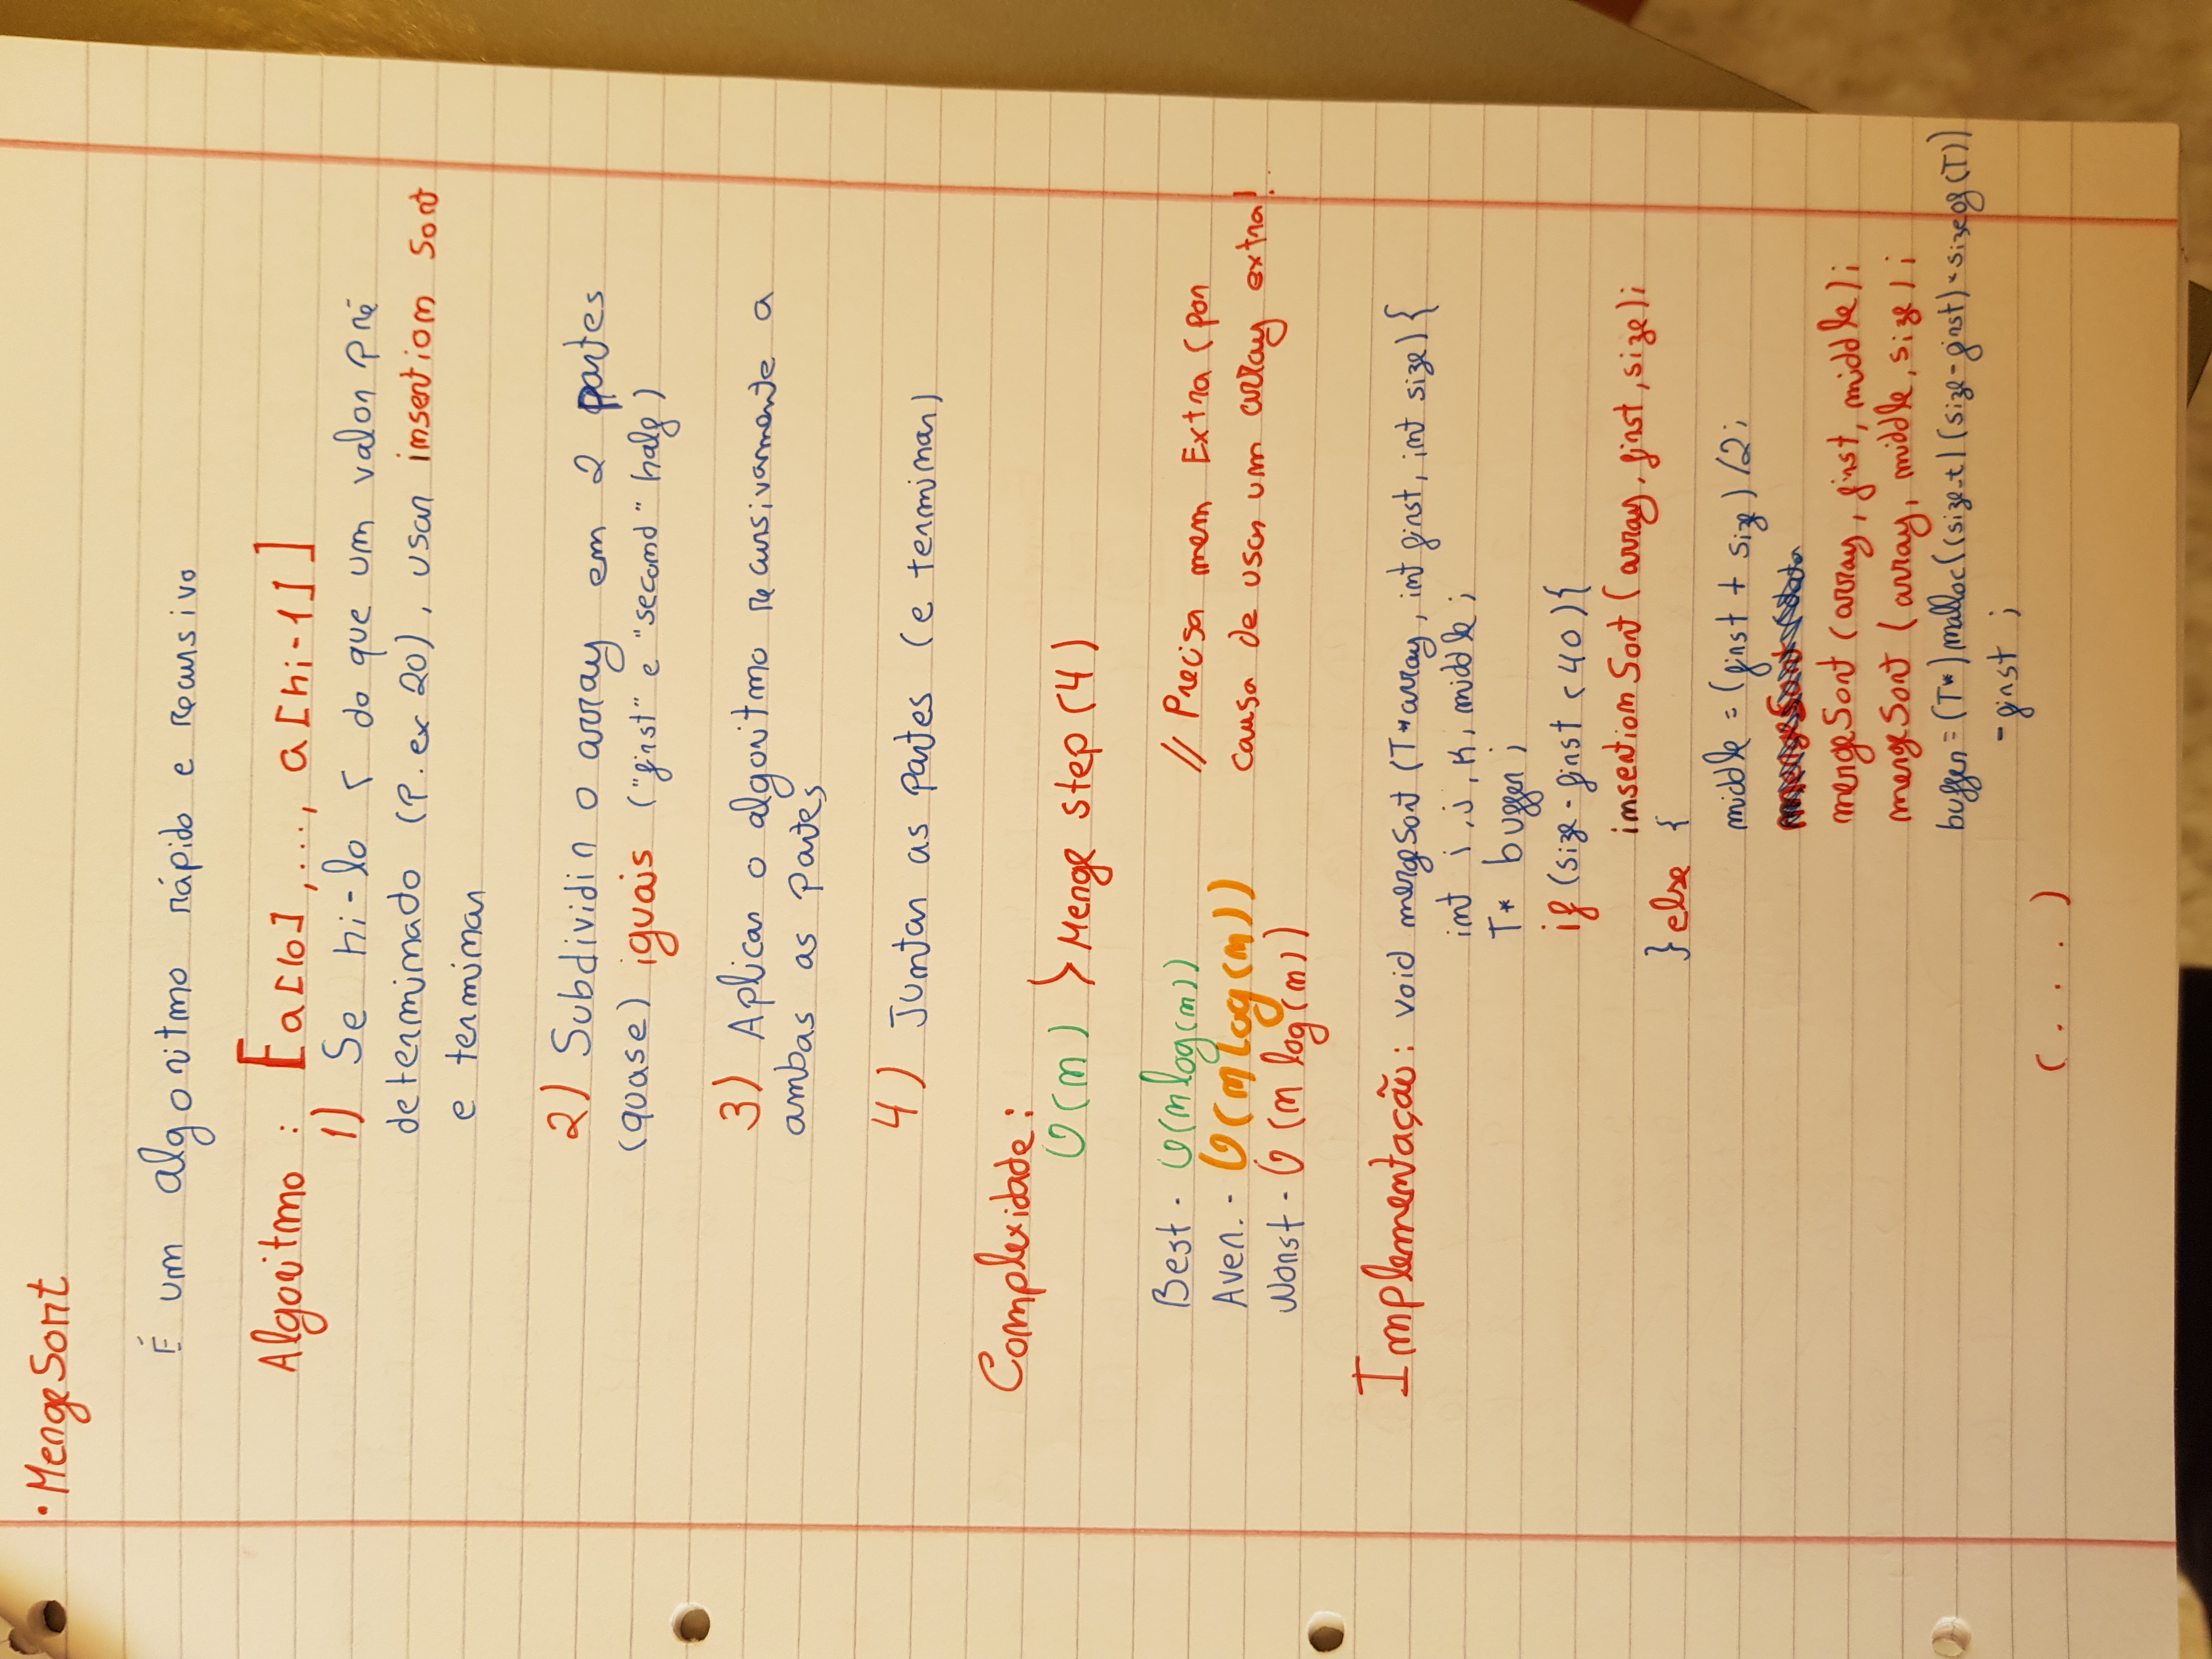 • MergeSort
É um algoritmo rápido e recursivo
Algoritmo : [a[lo], ..., a[hi-1]]
1) Se hi-lo < do que um valor pré
determinado (P. ex 20), usar insertion Sort
e terminar
2) Subdividir o array em 2 partes
(quase) iguais ("first" e "second" half)
3) Aplicar o algoritmo recursivamente a
ambas as partes
4) Juntar as partes (e terminar)
Complexidade:
O(n) > Merge step (4)
Best - O(n log(n)) // Precisa mem Extra (por
Aver. - O(n log(n)) causa de usar um array extra!
Worst - O(n log(n))
Implementação: void mergeSort (T* array, int first, int size) {
int i, j, k, middle;
T* buffer;
if (size - first < 40) {
insertionSort (array, first, size);
} else {
middle = (first + size) /2;
mergeSort (array, first, middle);
mergeSort (array, middle, size);
buffer = (T*) malloc((size_t) (size-first) * sizeof(T))
- first ;
(. . .)